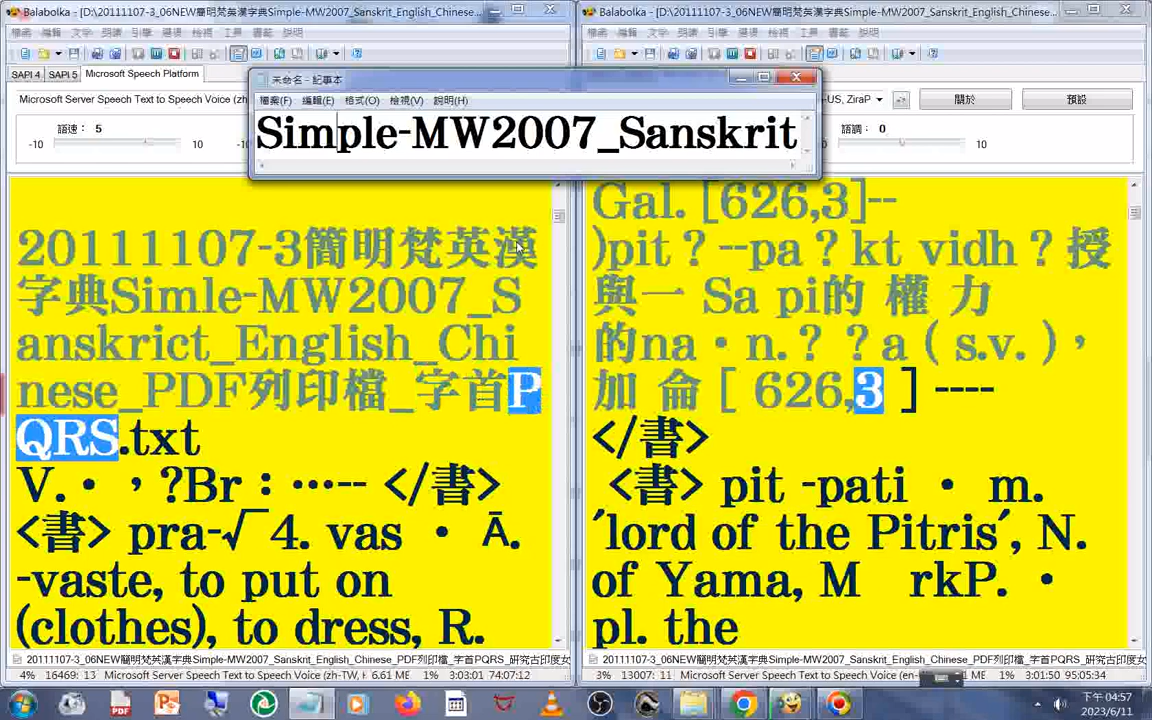 Balabolka - [D:\20111107-3_06NEW簡明梵英漢字典Simple-MW2007_Sanskrit_English_Chinese...
Balabolka - [D:\20111107-3_06NEW簡明梵英漢字典Simple-MW2007_Sanskrit_English_Chinese_PDF...
SAPI 4 SAPI 5 Microsoft Speech Platform
Microsoft Server Speech Text to Speech Voice (zh
-US, ZiraP
關於 預設
語速： 5
-10 10 -10
語調： 0
10
未命名 - 記事本
檔案(F) 編輯(E) 格式(O) 檢視(V) 說明(H)
Simple-MW2007_Sanskrit
20111107-3簡明梵英漢
字典Simle-MW2007_S
anskrict_English_Chi
nese_PDF列印檔_字首P
QRS.txt
V.‧，?Br：…-- </書>
<書> pra-√ 4. vas ‧ Ā.
-vaste, to put on
(clothes), to dress, R.
Gal. [626,3]--
)pit？--pa？kt vidh？授
與一 Sa pi的 權 力
的na‧n.？？a ( s.v. )，
加 侖 [ 626,3 ] ----
</書>
<書> pit -pati ‧ m.
'lord of the Pitris', N.
of Yama, M rkP. ‧
pl. the
20111107-3_06NEW簡明梵英漢字典Simple-MW2007_Sanskrit_English_Chinese_PDF列印檔_字首PQRS_研究古印度女
20111107-3_06NEW簡明梵英漢字典Simple-MW2007_Sanskrit_English_Chinese_PDF列印檔_字首PQRS_研究古印度女
4% 16469: 13 Microsoft Server Speech Text to Speech Voice (zh-TW, H 6.61 ME 1% 3:03:01 74:07:12
3% 13007: 11 Microsoft Server Speech Text to Speech Voice (en-U ME 1% 3:01:50 95:05:34
下午 04:57
2023/6/11